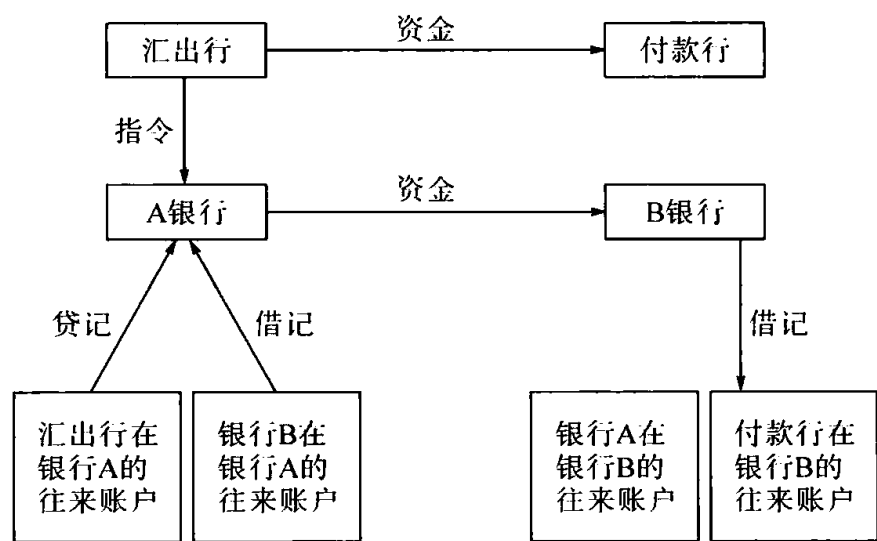 汇出行
资金
付款行
指令
A银行
资金
B银行
贷记
借记
借记
汇出行在
银行A的
往来账户
银行B在
银行A的
往来账户
银行A在
银行B的
往来账户
付款行在
银行B的
往来账户